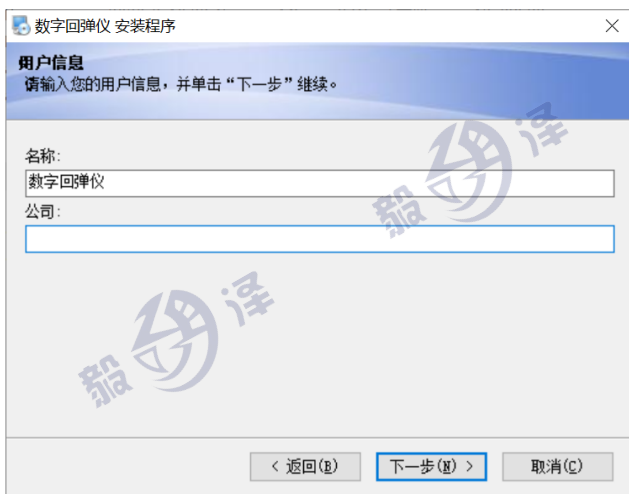 数字回弹仪 安装程序
用户信息
请输入您的用户信息，并单击“下一步”继续。
名称:
数字回弹仪
公司:
毅 泽
毅 泽
< 返回(B)
下一步(N) >
取消(C)